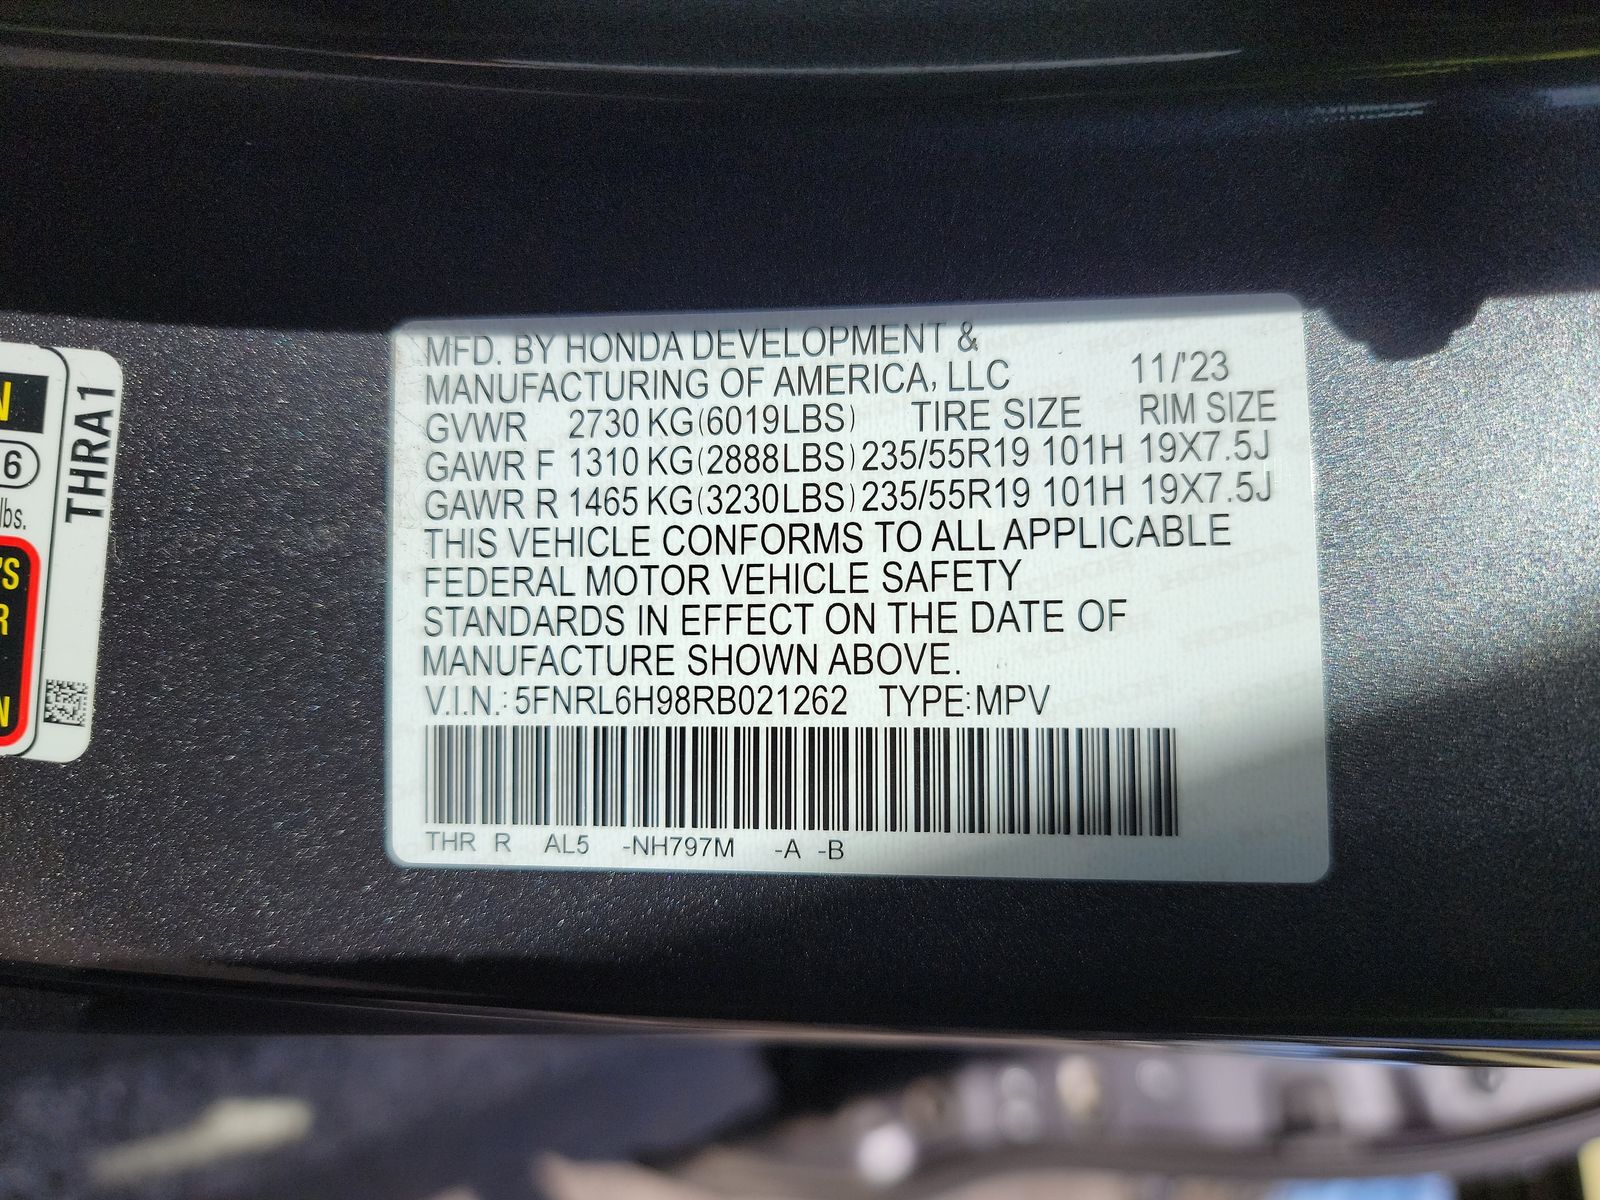 MFD. BY HONDA DEVELOPMENT &
MANUFACTURING OF AMERICA, LLC 11/'23
GVWR 2730 KG(6019LBS) TIRE SIZE RIM SIZE
GAWR F 1310 KG(2888LBS) 235/55R19 101H 19X7.5J
GAWR R 1465 KG(3230LBS) 235/55R19 101H 19X7.5J
THIS VEHICLE CONFORMS TO ALL APPLICABLE
FEDERAL MOTOR VEHICLE SAFETY
STANDARDS IN EFFECT ON THE DATE OF
MANUFACTURE SHOWN ABOVE.
V.I.N.: 5FNRL6H98RB021262 TYPE: MPV
THR R AL5 -NH797M -A -B
THRA1
N
6
lbs.
'S
R
N